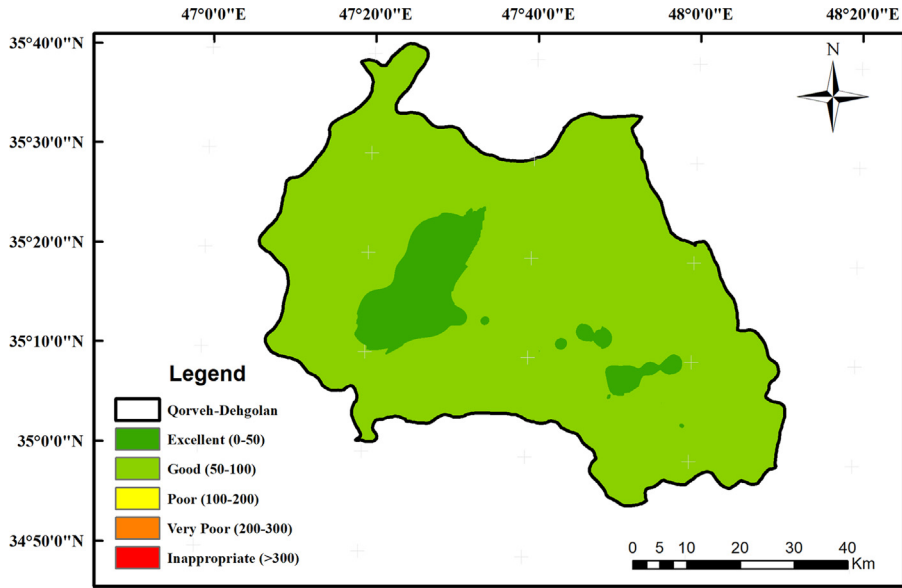 47°0'0"E 47°20'0"E 47°40'0"E 48°0'0"E 48°20'0"E
35°40'0"N
35°30'0"N
35°20'0"N
35°10'0"N
35°0'0"N
34°50'0"N
N
Legend
Qorveh-Dehgolan
Excellent (0-50)
Good (50-100)
Poor (100-200)
Very Poor (200-300)
Inappropriate (>300)
0 5 10 20 30 40
Km